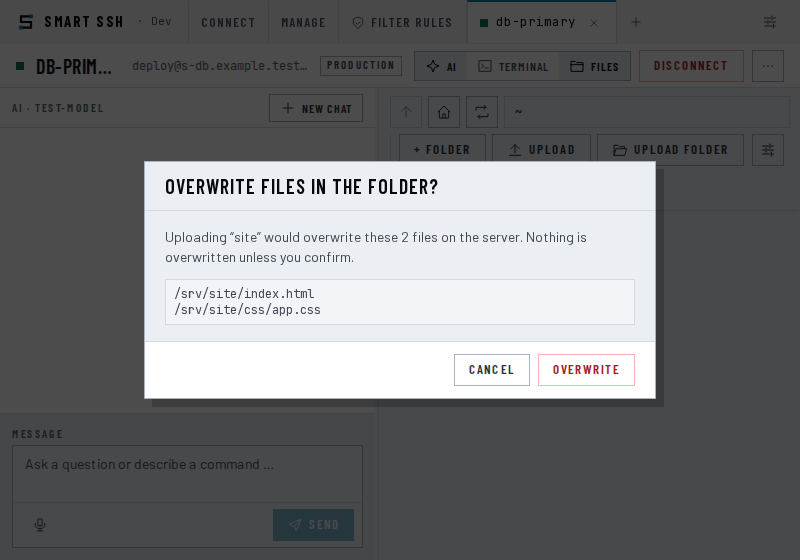 SMART SSH · Dev CONNECT MANAGE FILTER RULES db-primary
DB-PRIM... deploy@s-db.example.test… PRODUCTION AI TERMINAL FILES DISCONNECT ...
AI · TEST-MODEL NEW CHAT ~
+ FOLDER UPLOAD UPLOAD FOLDER
OVERWRITE FILES IN THE FOLDER?
Uploading “site” would overwrite these 2 files on the server. Nothing is
overwritten unless you confirm.
/srv/site/index.html
/srv/site/css/app.css
CANCEL OVERWRITE
MESSAGE
Ask a question or describe a command ...
SEND